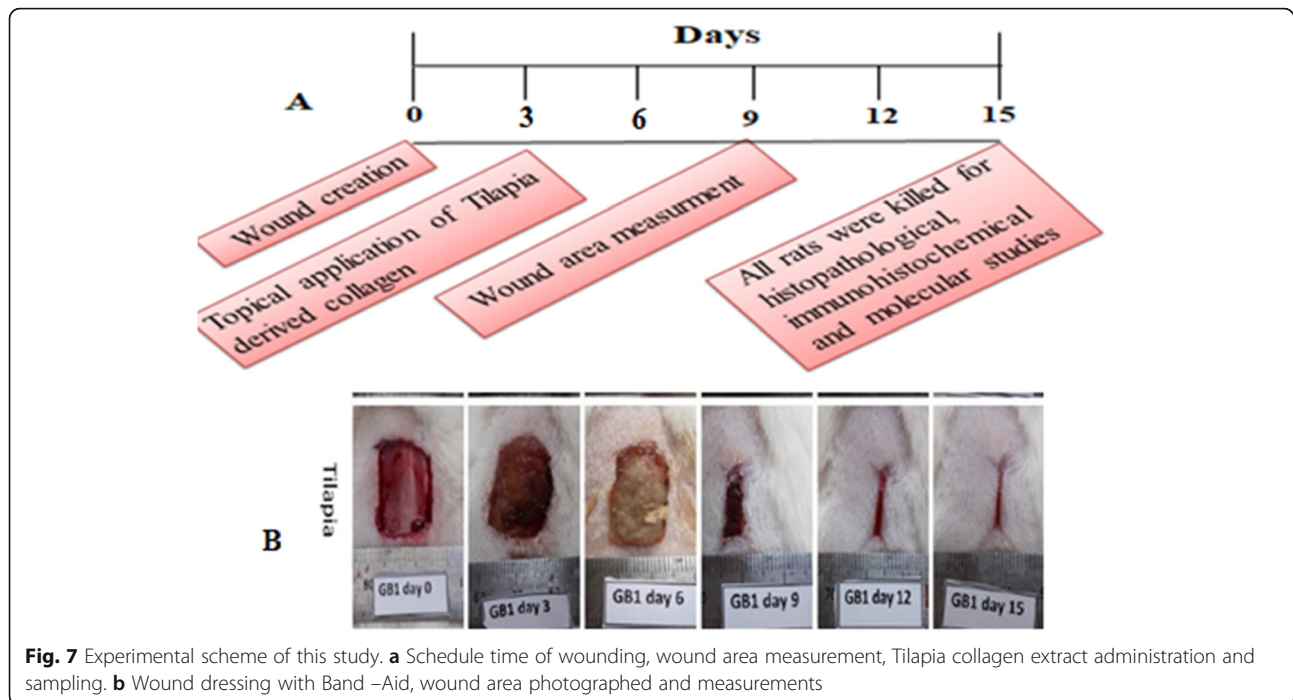 Days
A
0 3 6 9 12 15
Wound creation
Topical application of Tilapia
derived collagen
Wound area measurment
All rats were killed for
histopathological,
immunohistochemical
and molecular studies
Tilapia
B
GB1 day 0
GB1 day 3
GB1 day 6
GB1 day 9
GB1 day 12
GB1 day 15
Fig. 7 Experimental scheme of this study. a Schedule time of wounding, wound area measurement, Tilapia collagen extract administration and
sampling. b Wound dressing with Band –Aid, wound area photographed and measurements